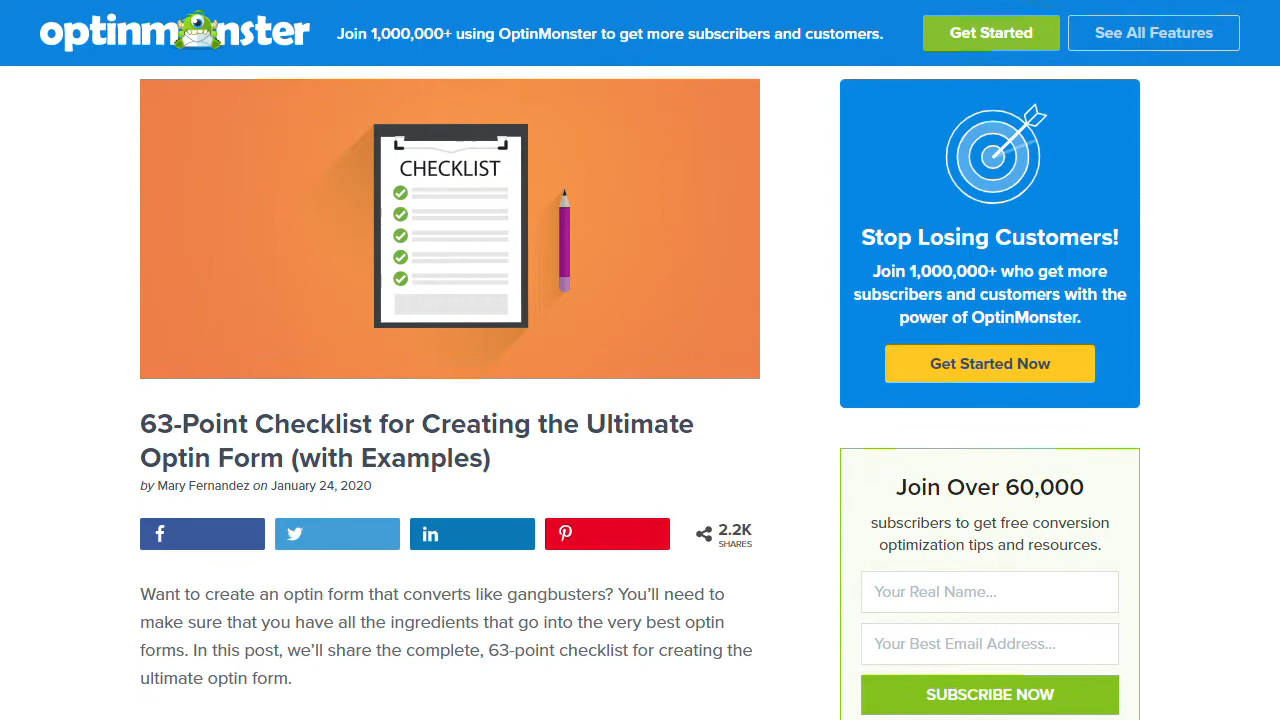 optinmonster
Join 1,000,000+ using OptinMonster to get more subscribers and customers.
Get Started
See All Features
CHECKLIST
63-Point Checklist for Creating the Ultimate
Optin Form (with Examples)
by Mary Fernandez on January 24, 2020
2.2K
SHARES
Want to create an optin form that converts like gangbusters? You’ll need to
make sure that you have all the ingredients that go into the very best optin
forms. In this post, we’ll share the complete, 63-point checklist for creating the
ultimate optin form.
Stop Losing Customers!
Join 1,000,000+ who get more
subscribers and customers with the
power of OptinMonster.
Get Started Now
Join Over 60,000
subscribers to get free conversion
optimization tips and resources.
Your Real Name...
Your Best Email Address...
SUBSCRIBE NOW